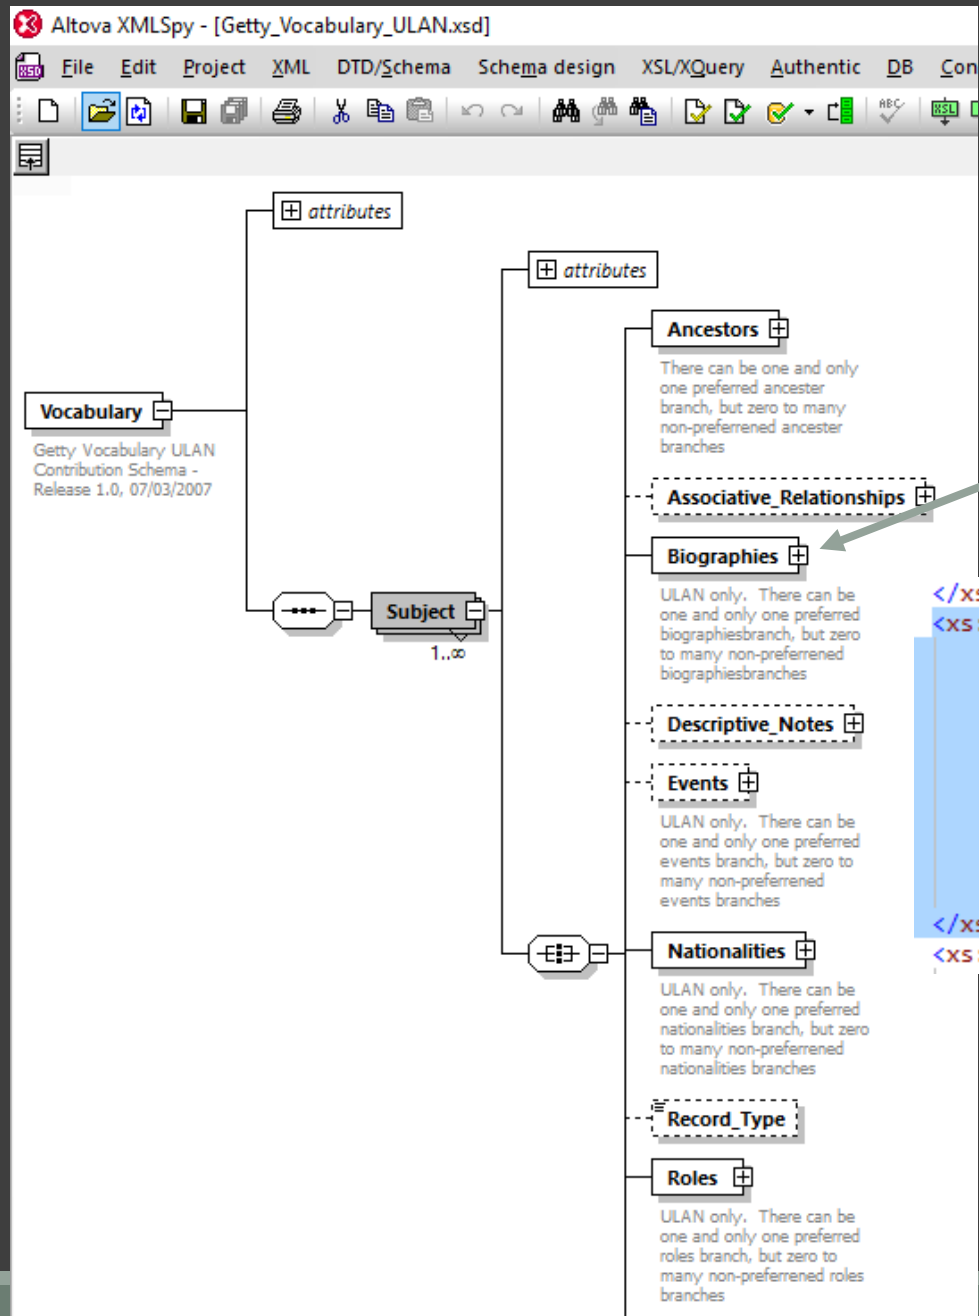 Altova XMLSpy - [Getty_Vocabulary_ULAN.xsd]
File Edit Project XML DTD/Schema Schema design XSL/XQuery Authentic DB Con
attributes
attributes
Ancestors
There can be one and only
one preferred ancester
branch, but zero to many
non-preferrened ancester
branches
Vocabulary
Getty Vocabulary ULAN
Contribution Schema -
Release 1.0, 07/03/2007
Associative_Relationships
Biographies
ULAN only.  There can be
one and only one preferred
biographiesbranch, but zero
to many non-preferrened
biographiesbranches
Subject
1..∞
</xs
<xs:
Descriptive_Notes
Events
ULAN only.  There can be
one and only one preferred
events branch, but zero to
many non-preferrened
events branches
</xs
<xs:
Nationalities
ULAN only.  There can be
one and only one preferred
nationalities branch, but zero
to many non-preferrened
nationalities branches
Record_Type
Roles
ULAN only.  There can be
one and only one preferred
roles branch, but zero to
many non-preferrened roles
branches